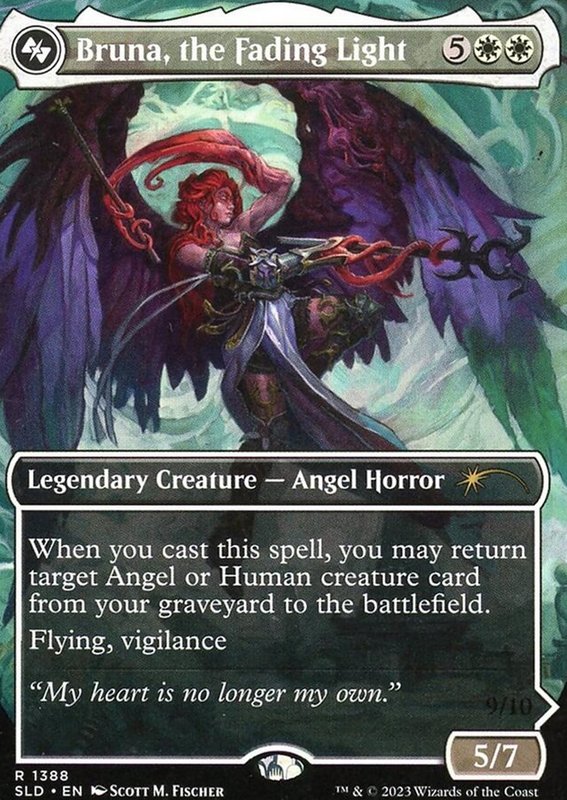 Bruna, the Fading Light 5
Legendary Creature — Angel Horror
When you cast this spell, you may return
target Angel or Human creature card
from your graveyard to the battlefield.
Flying, vigilance
“My heart is no longer my own.”
9/10
5/7
R 1388
SLD • EN Scott M. Fischer
™ & © 2023 Wizards of the Coast